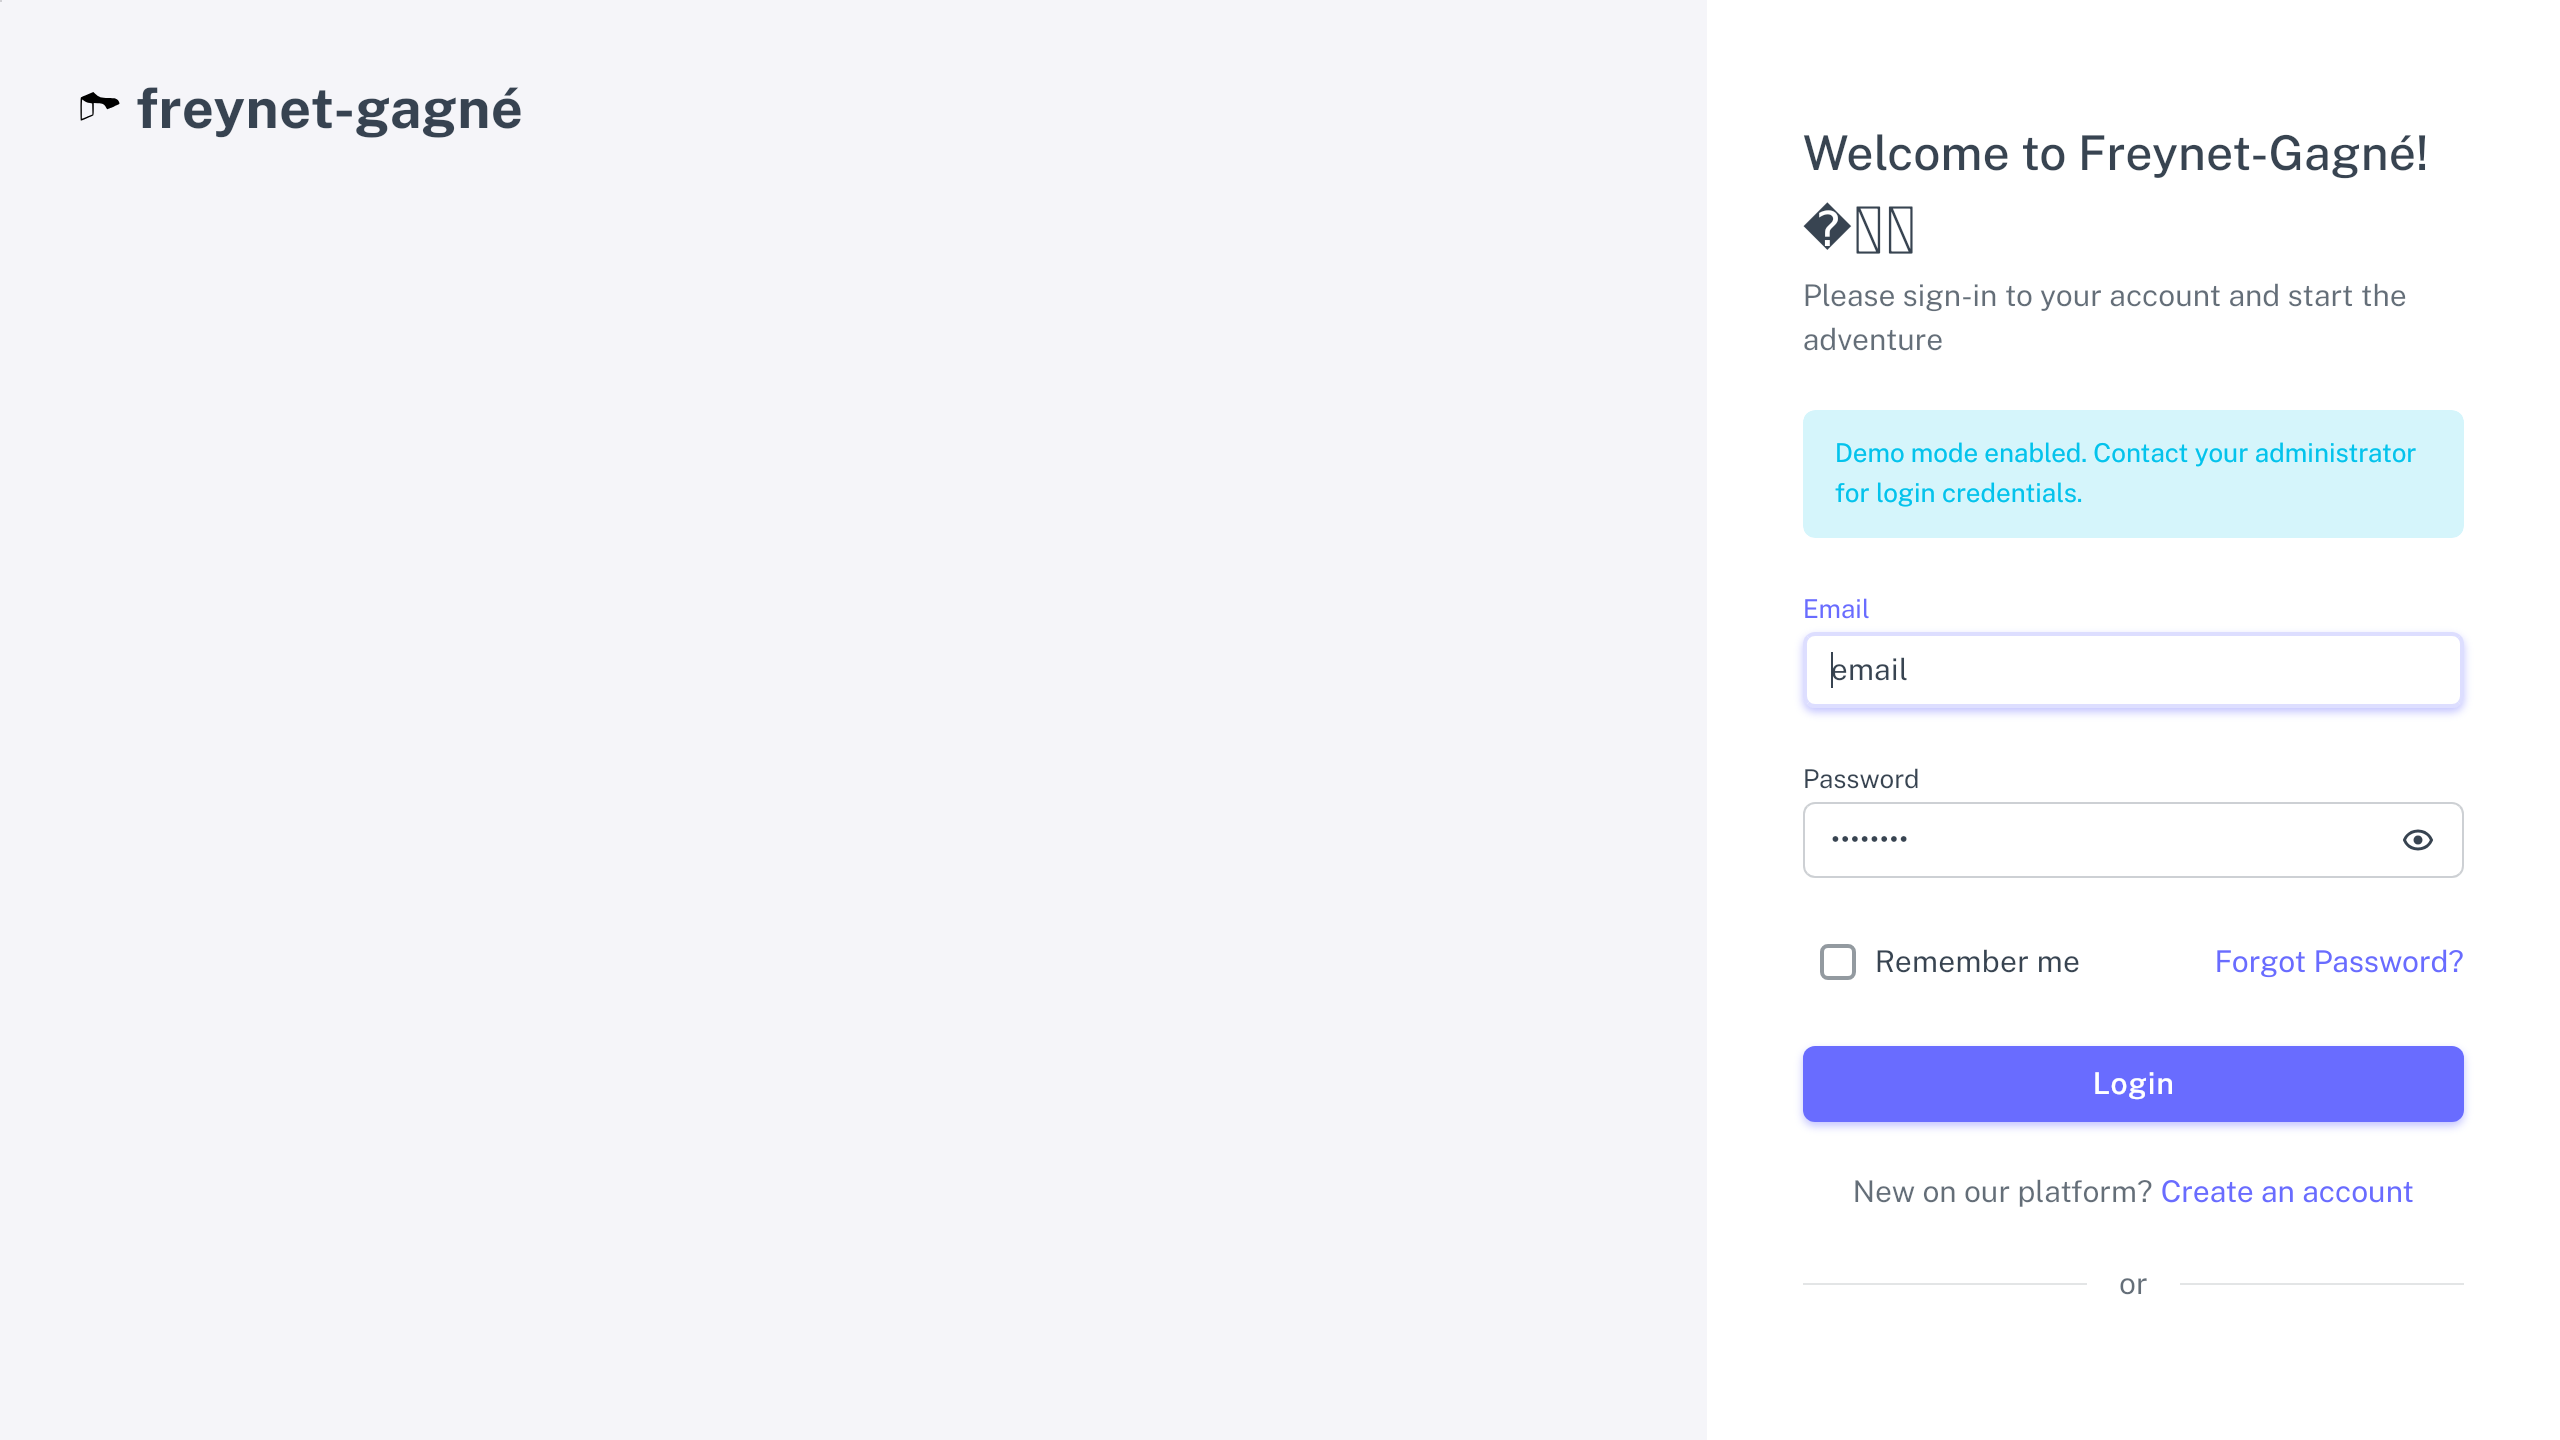 freynet-gagné
Welcome to Freynet-Gagné!
�
Please sign-in to your account and start the
adventure
Demo mode enabled. Contact your administrator
for login credentials.
Email
email
Password
••••••••
Remember me
Forgot Password?
Login
New on our platform? Create an account
or